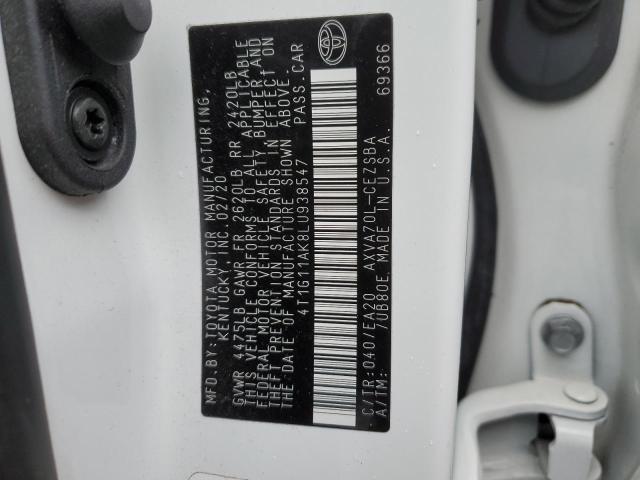 MFD.BY:TOYOTA MOTOR MANUFACTURING,
KENTUCKY, INC. 02/20
GVWR 4475LB GAWR FR 2620LB RR 2420LB
THIS VEHICLE CONFORMS TO ALL APPLICABLE
FEDERAL MOTOR VEHICLE SAFETY, BUMPER, AND
THEFT PREVENTION STANDARDS IN EFFECT ON
THE DATE OF MANUFACTURE SHOWN ABOVE.
4T1G11AK8LU938547 PASS.CAR
C/TR:040/EA20 AXVA70L-CEZSBA
A/TM:- 7UB80E MADE IN U.S.A. 69366